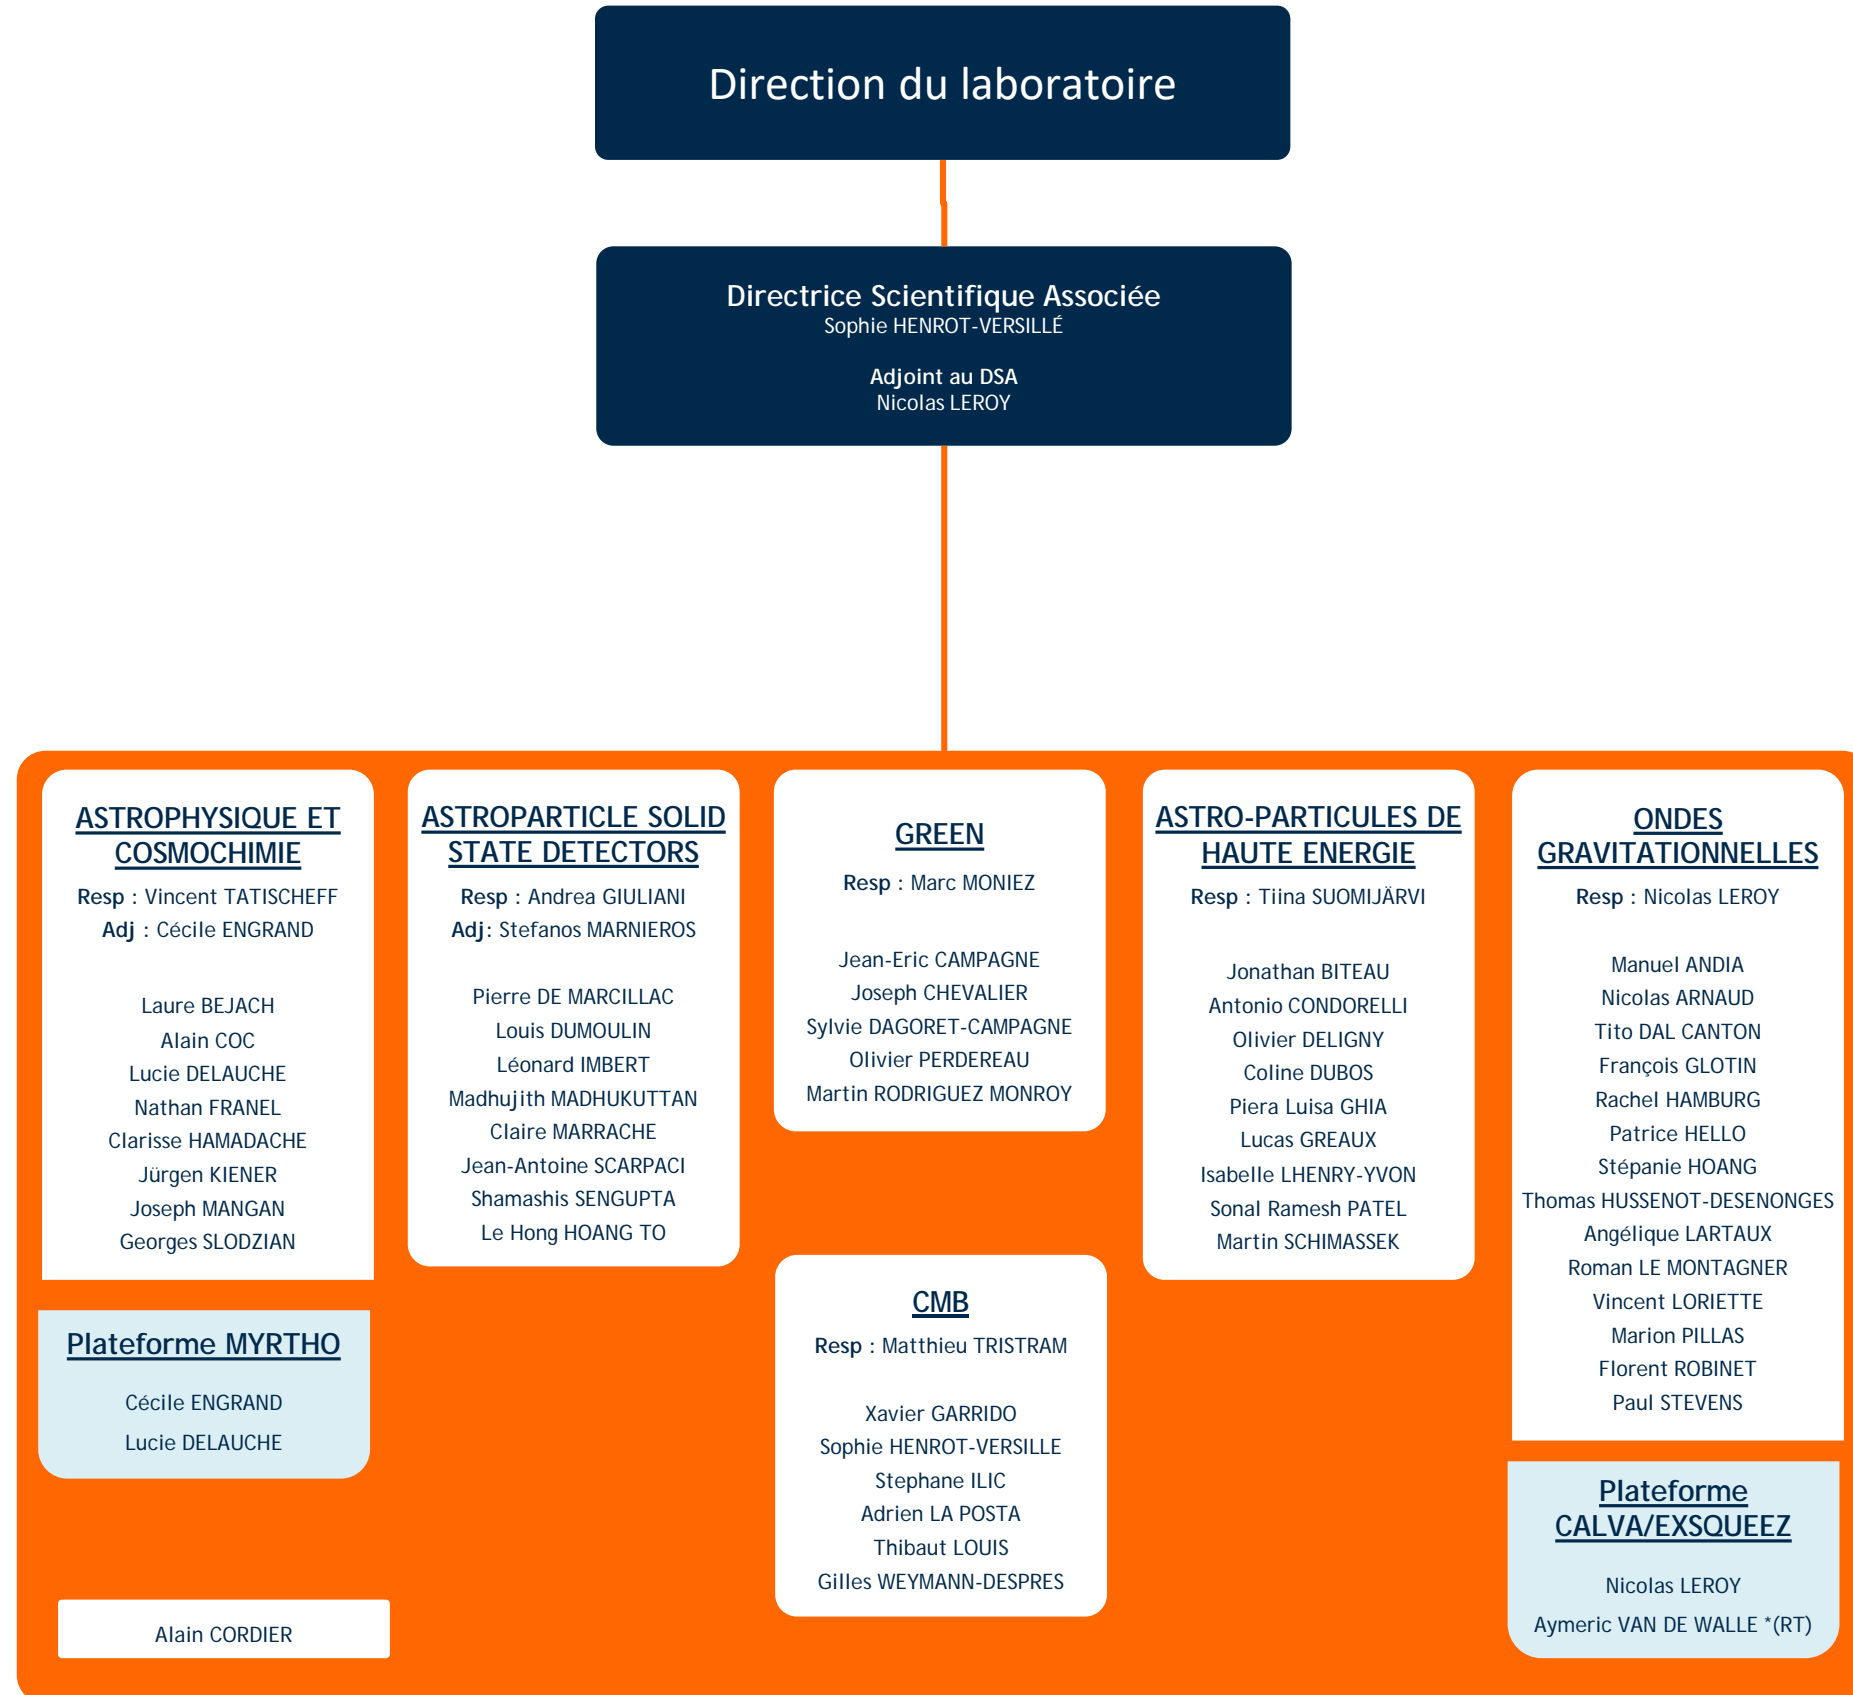 Direction du laboratoire
Directrice Scientifique Associée
Sophie HENROT-VERSILLÉ
Adjoint au DSA
Nicolas LEROY
ASTROPHYSIQUE ET
COSMOCHIMIE
Resp : Vincent TATISCHEFF
Adj : Cécile ENGRAND
Laure BEJACH
Alain COC
Lucie DELAUCHE
Nathan FRANEL
Clarisse HAMADACHE
Jürgen KIENER
Joseph MANGAN
Georges SLODZIAN
Plateforme MYRTHO
Cécile ENGRAND
Lucie DELAUCHE
Alain CORDIER
ASTROPARTICLE SOLID
STATE DETECTORS
Resp : Andrea GIULIANI
Adj: Stefanos MARNIEROS
Pierre DE MARCILLAC
Louis DUMOULIN
Léonard IMBERT
Madhujith MADHUKUTTAN
Claire MARRACHE
Jean-Antoine SCARPACI
Shamashis SENGUPTA
Le Hong HOANG TO
GREEN
Resp : Marc MONIEZ
Jean-Eric CAMPAGNE
Joseph CHEVALIER
Sylvie DAGORET-CAMPAGNE
Olivier PERDEREAU
Martin RODRIGUEZ MONROY
CMB
Resp : Matthieu TRISTRAM
Xavier GARRIDO
Sophie HENROT-VERSILLE
Stephane ILIC
Adrien LA POSTA
Thibaut LOUIS
Gilles WEYMANN-DESPRES
ASTRO-PARTICULES DE
HAUTE ENERGIE
Resp : Tiina SUOMIJÄRVI
Jonathan BITEAU
Antonio CONDORELLI
Olivier DELIGNY
Coline DUBOS
Piera Luisa GHIA
Lucas GREAUX
Isabelle LHENRY-YVON
Sonal Ramesh PATEL
Martin SCHIMASSEK
ONDES
GRAVITATIONNELLES
Resp : Nicolas LEROY
Manuel ANDIA
Nicolas ARNAUD
Tito DAL CANTON
François GLOTIN
Rachel HAMBURG
Patrice HELLO
Stépanie HOANG
Thomas HUSSENOT-DESENONGES
Angélique LARTAUX
Roman LE MONTAGNER
Vincent LORIETTE
Marion PILLAS
Florent ROBINET
Paul STEVENS
Plateforme
CALVA/EXSQUEEZ
Nicolas LEROY
Aymeric VAN DE WALLE *(RT)